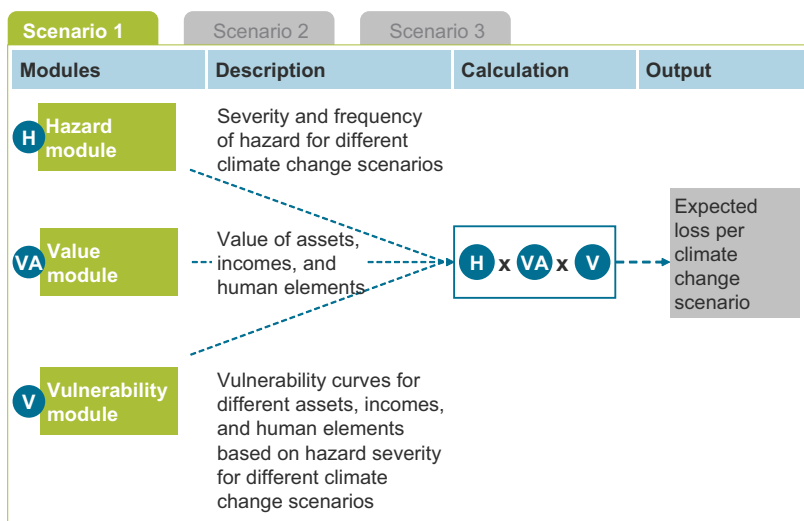 Scenario 1
Scenario 2
Scenario 3
Modules
Description
Calculation
Output
H
Hazard
module
Severity and frequency
of hazard for different
climate change scenarios
VA
Value
module
Value of assets,
incomes, and
human elements
H x VA x V
Expected
loss per
climate
change
scenario
V
Vulnerability
module
Vulnerability curves for
different assets, incomes,
and human elements
based on hazard severity
for different climate
change scenarios